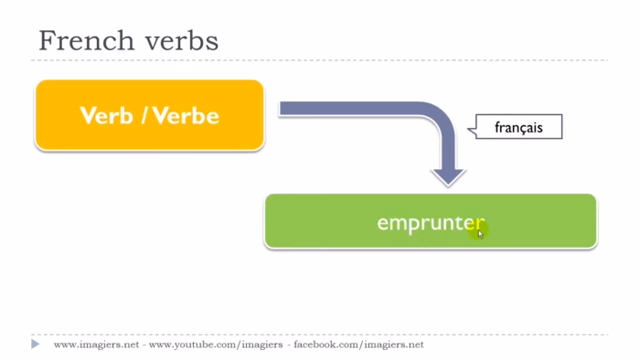 French verbs
Verb / Verbe
français
emprunter
www.imagiers.net - www.youtube.com/imagiers - facebook.com/imagiers.net